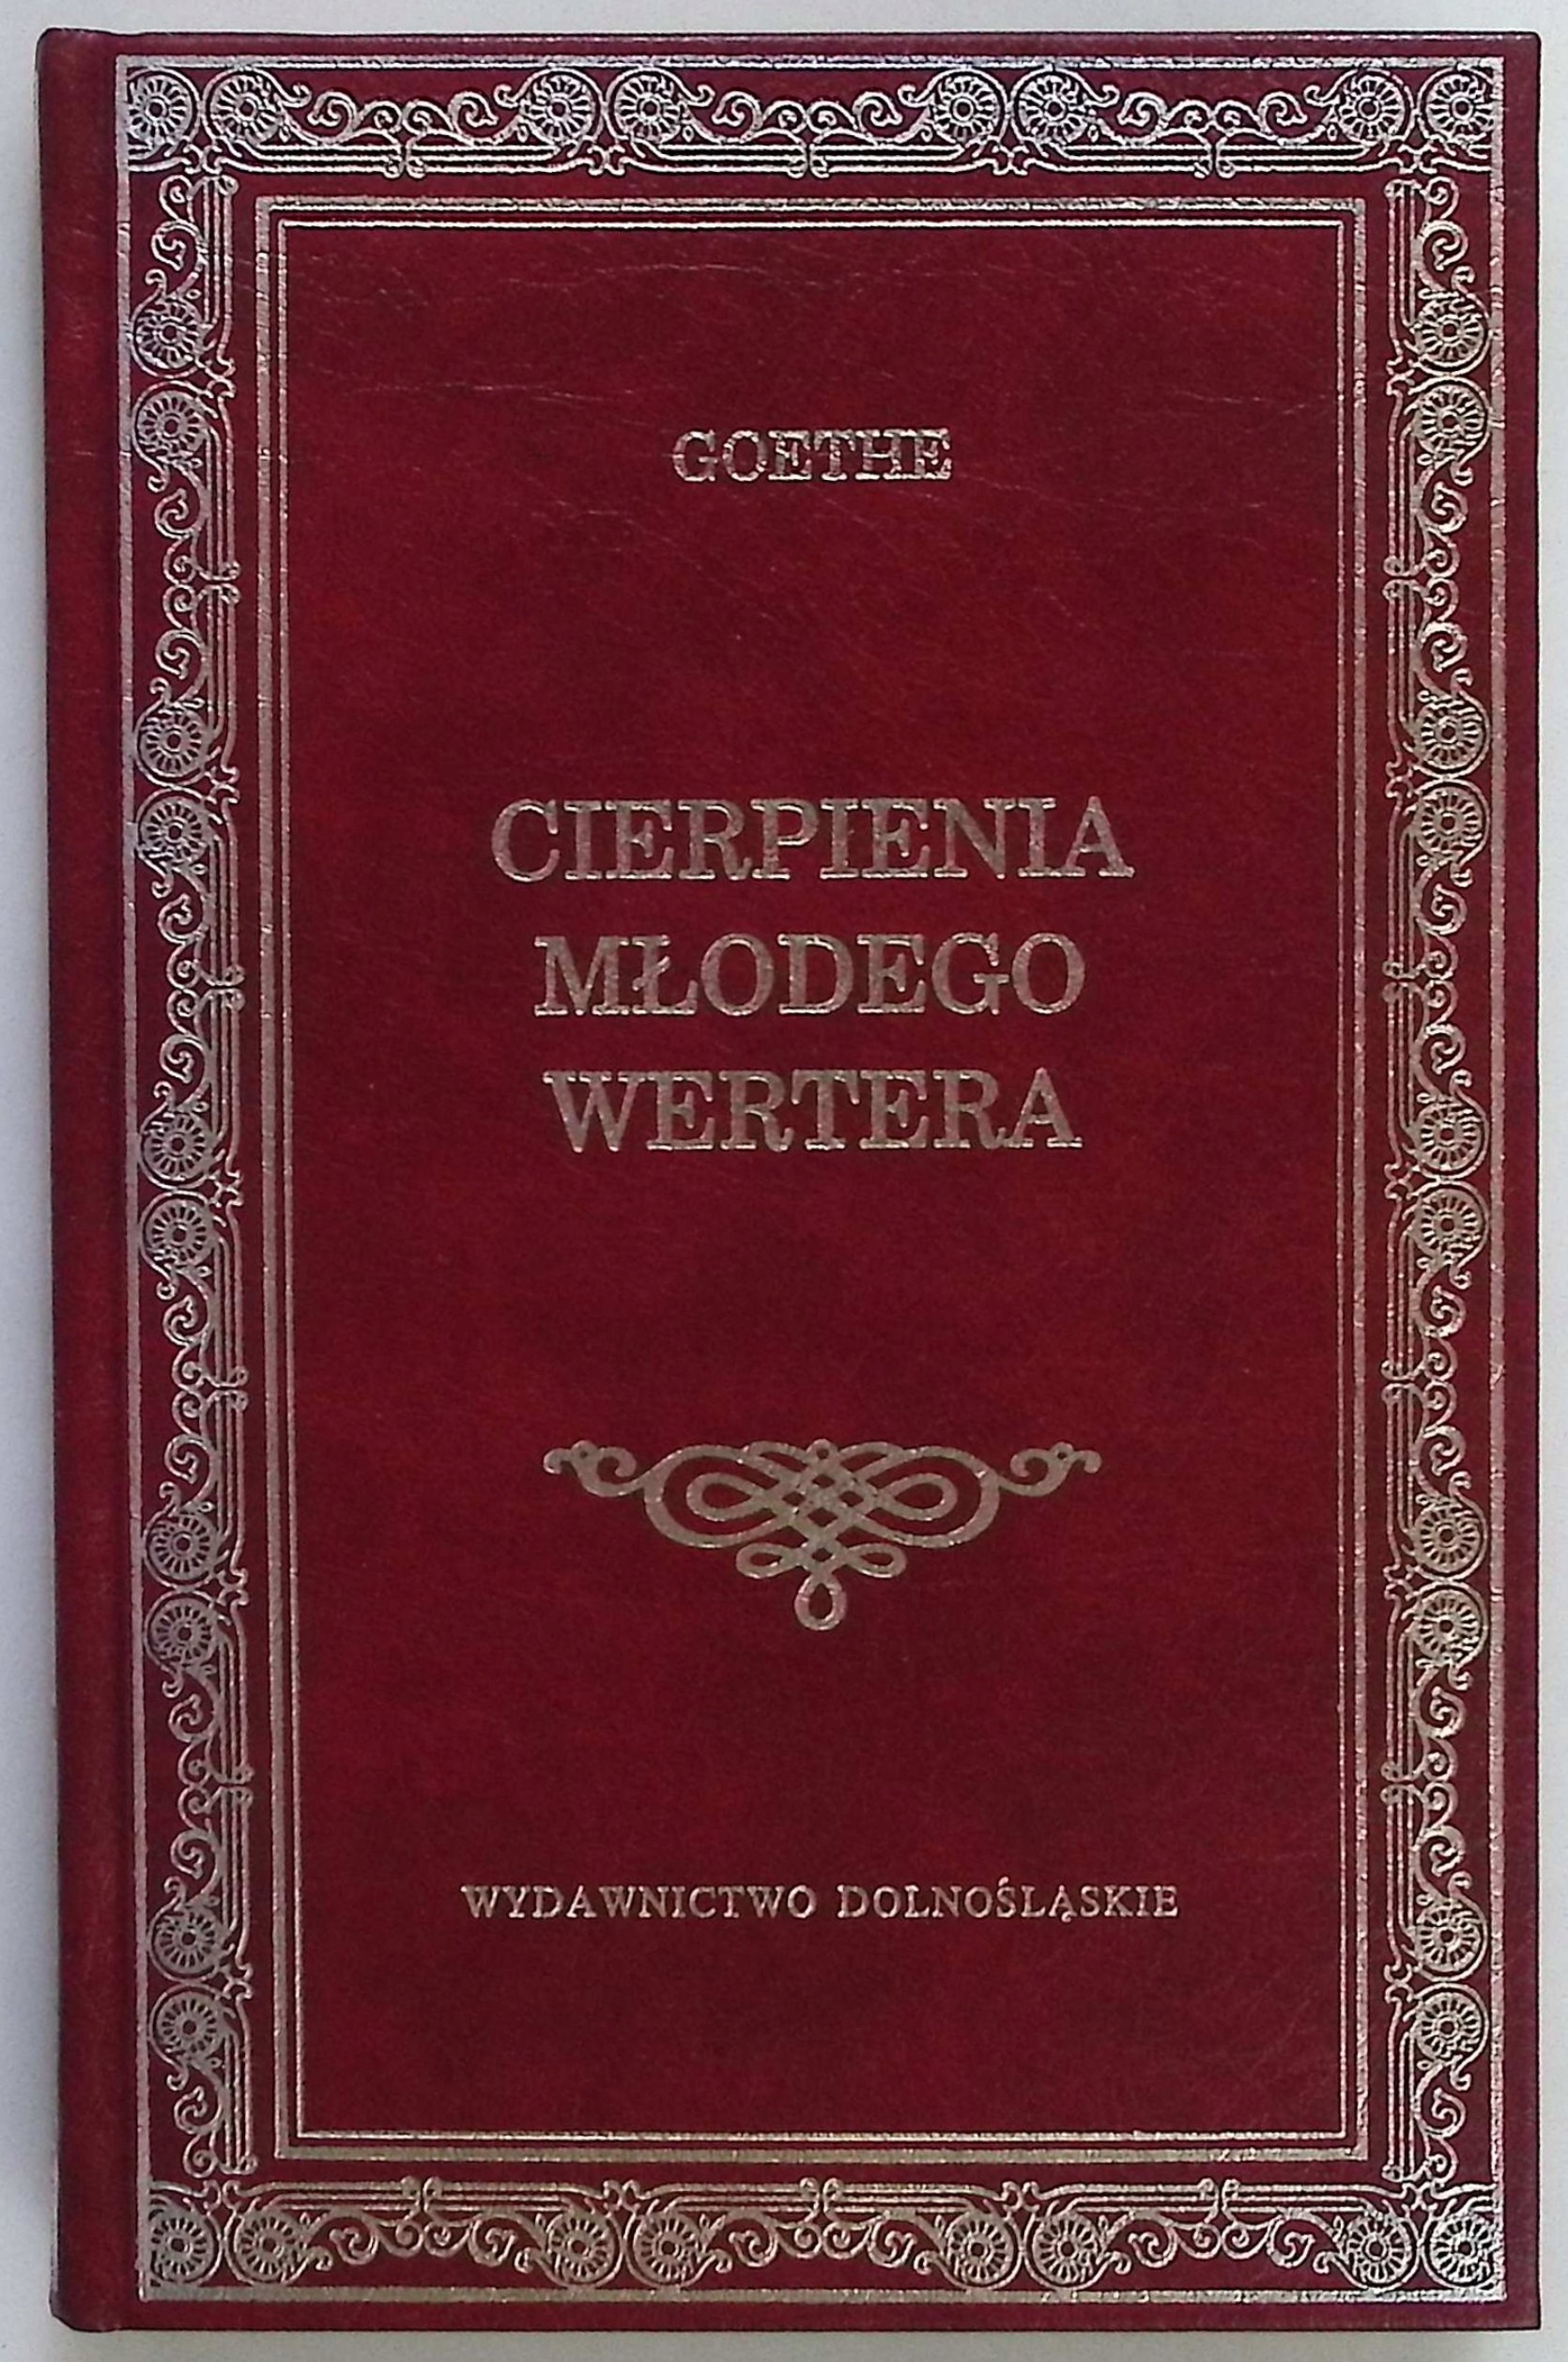 GOETHE
CIERPIENIA
MŁODEGO
WERTERA
WYDAWNICTWO DOLNOŚLĄSKIE